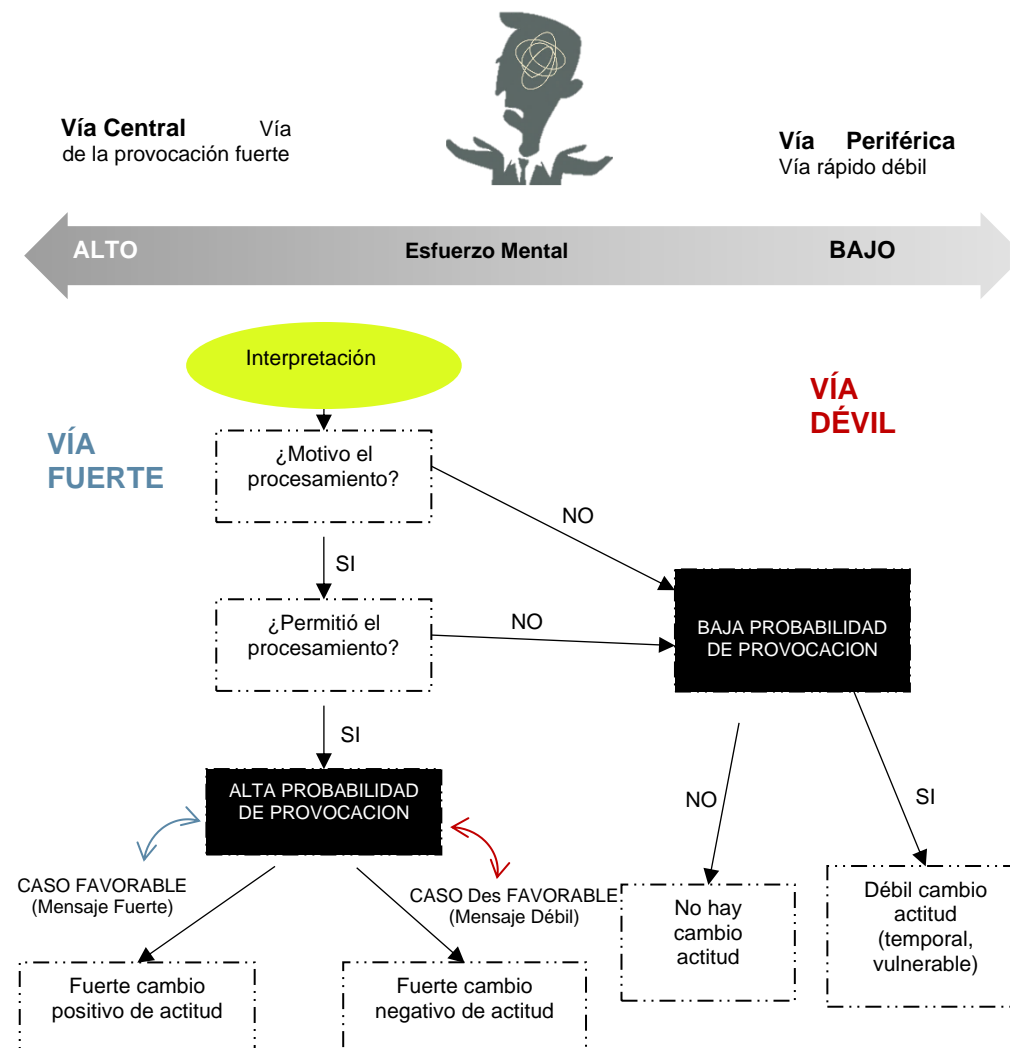 Vía Central Vía
de la provocación fuerte
Vía Periférica
Vía rápido débil
ALTO
Esfuerzo Mental
BAJO
Interpretación
VÍA
DÉVIL
VÍA
FUERTE
¿Motivo el
procesamiento?
NO
SI
¿Permitió el
procesamiento?
NO
BAJA PROBABILIDAD
DE PROVOCACION
SI
ALTA PROBABILIDAD
DE PROVOCACION
NO
SI
CASO FAVORABLE
(Mensaje Fuerte)
CASO Des FAVORABLE
(Mensaje Débil)
No hay
cambio
actitud
Débil cambio
actitud
(temporal,
vulnerable)
Fuerte cambio
positivo de actitud
Fuerte cambio
negativo de actitud